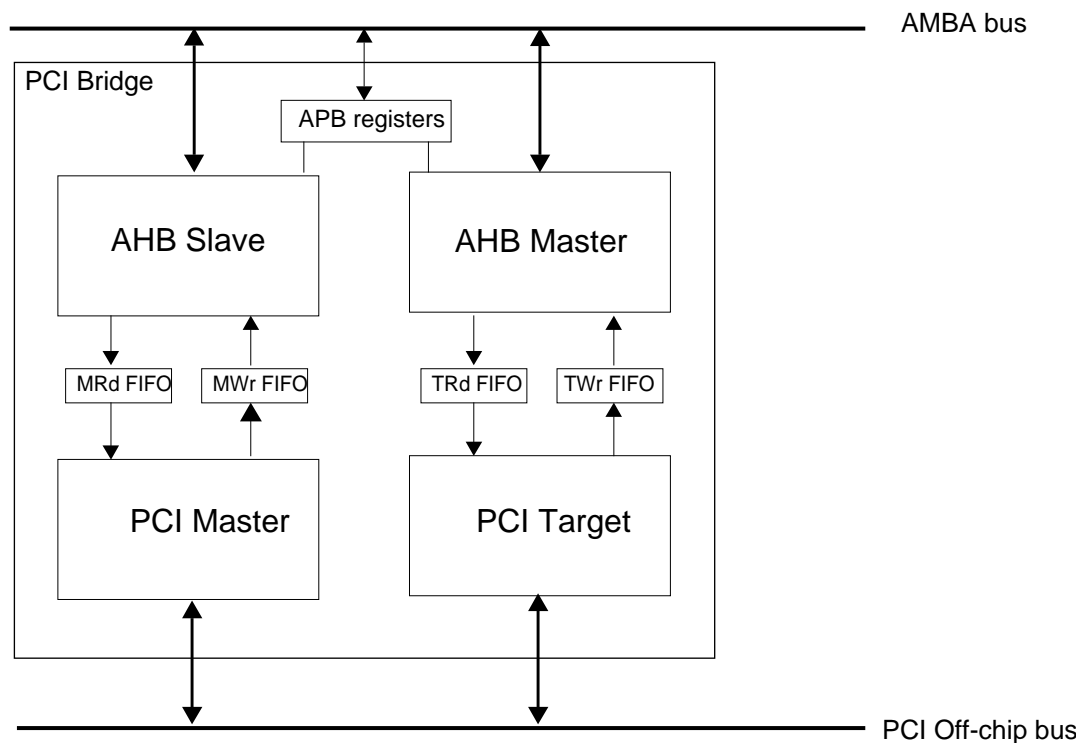 AMBA bus
PCI Bridge
APB registers
AHB Slave
AHB Master
MRd FIFO
MWr FIFO
TRd FIFO
TWr FIFO
PCI Master
PCI Target
PCI Off-chip bus